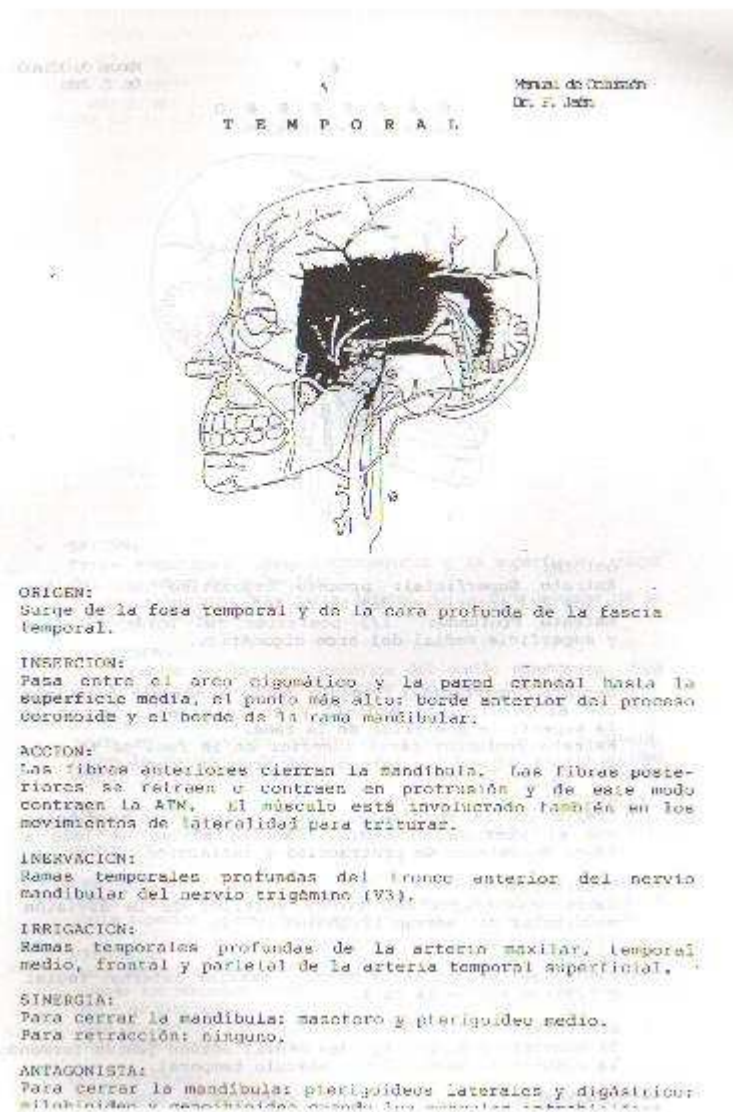 Manual de Oclusión
Dr. F. Jaén
T E M P O R A L
ORIGEN:
Surge de la fosa temporal y de la cara profunda de la fascia
temporal.
INSERCION:
Pasa entre el arco cigomático y la pared craneal hasta la
superficie media, el punto más alto: borde anterior del proceso
coronoide y el borde de la rama mandibular.
ACCION:
Las fibras anteriores cierran la mandíbula. Las fibras poste-
riores se retraen o contraen en protrusión y de este modo
contraen la ATM. El músculo está involucrado también en los
movimientos de lateralidad para triturar.
INERVACION:
Ramas temporales profundas del tronco anterior del nervio
mandibular del nervio trigémino (V3).
IRRIGACION:
Ramas temporales profundas de la arteria maxilar, temporal
medio, frontal y parietal de la arteria temporal superficial.
SINERGIA:
Para cerrar la mandíbula: masetero y pterigoideo medio.
Para retracción: ninguno.
ANTAGONISTA:
Para cerrar la mandíbula: pterigoideos laterales y digástrico;